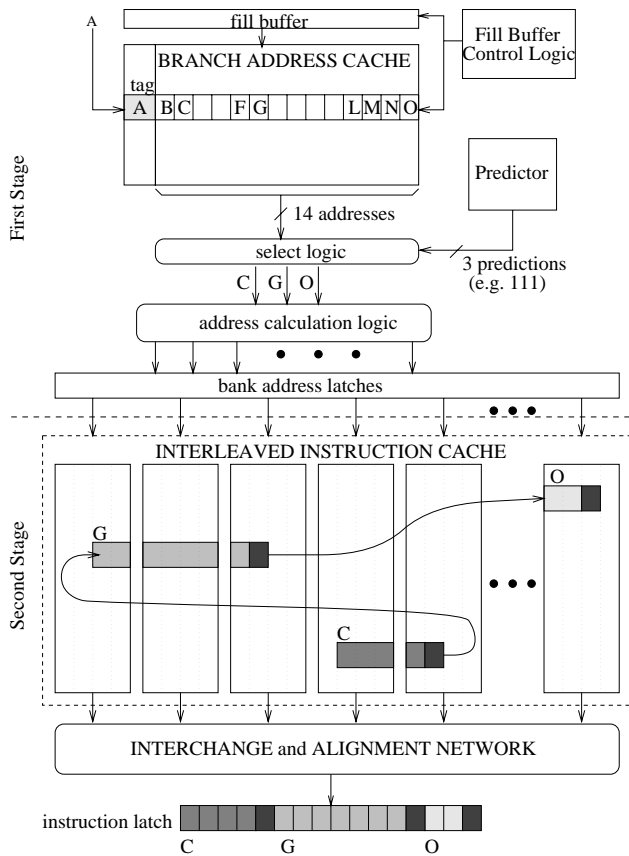 A
fill buffer
Fill Buffer
Control Logic
BRANCH ADDRESS CACHE
tag
A B C F G L M N O
Predictor
First Stage
14 addresses
select logic
3 predictions
(e.g. 111)
C G O
address calculation logic
bank address latches
INTERLEAVED INSTRUCTION CACHE
O
G
Second Stage
C
INTERCHANGE and ALIGNMENT NETWORK
instruction latch
C G O